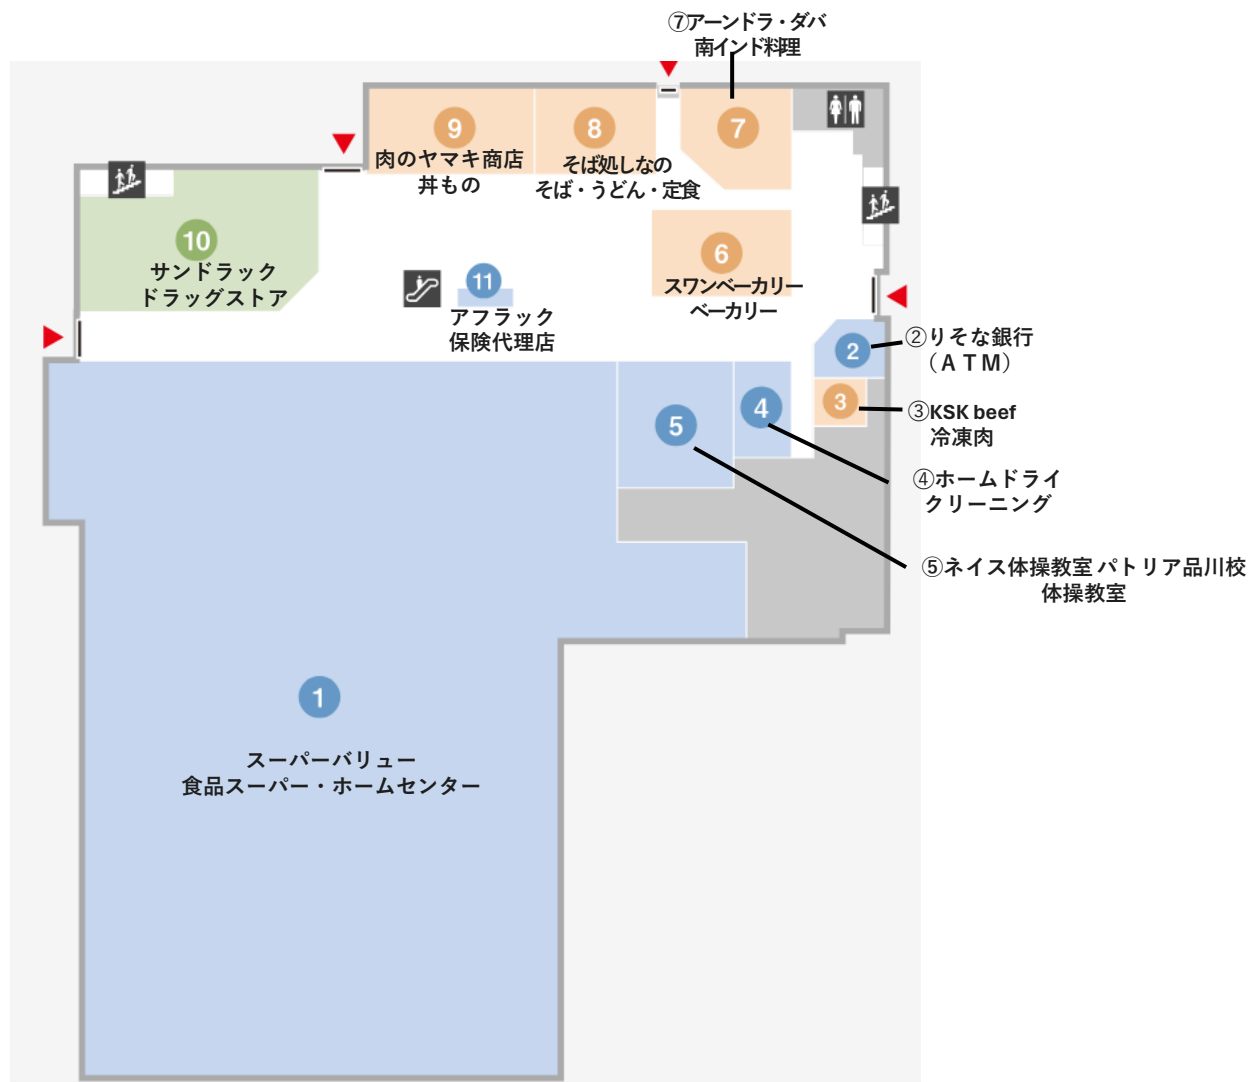 ⑦アーンドラ・ダバ
南インド料理
7
9
肉のヤマキ商店
丼もの
8
そば処しなの
そば・うどん・定食
10
サンドラック
ドラッグストア
6
スワンベーカリー
ベーカリー
11
アフラック
保険代理店
2
②りそな銀行
（ＡＴＭ）
3
③KSK beef
冷凍肉
4
④ホームドライ
クリーニング
5
⑤ネイス体操教室 パトリア品川校
体操教室
1
スーパーバリュー
食品スーパー・ホームセンター